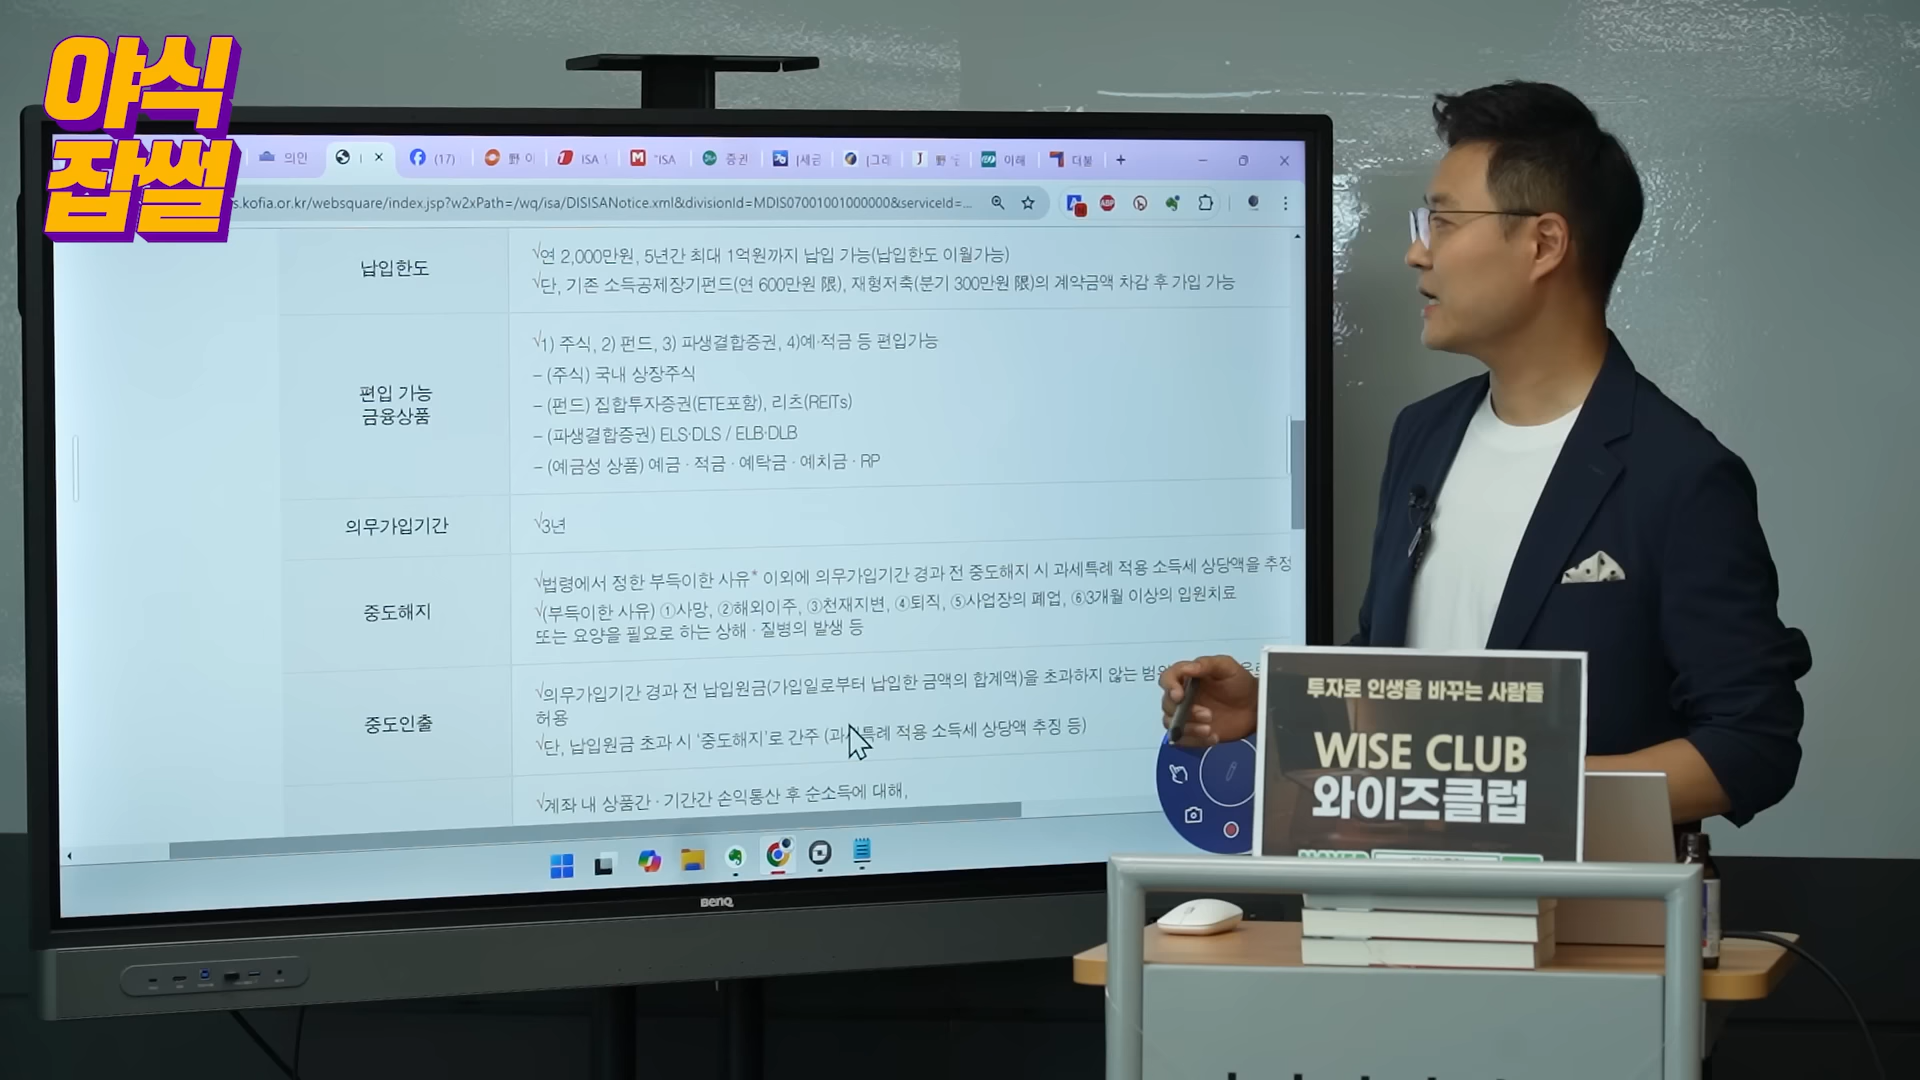 야식
잡썰
의안
(17)
野 이
ISA
"ISA
증권
[세금
[그래
이해
더불
s.kofia.or.kr/websquare/index.jsp?w2xPath=/wq/isa/DISISANotice.xml&divisionId=MDIS07001001000000&serviceId=...
납입한도
√연 2,000만원, 5년간 최대 1억원까지 납입 가능(납입한도 이월가능)
√단, 기존 소득공제장기펀드(연 600만원 限), 재형저축(분기 300만원 限)의 계약금액 차감 후 가입 가능
편입 가능
금융상품
√1) 주식, 2) 펀드, 3) 파생결합증권, 4)예·적금 등 편입가능
– (주식) 국내 상장주식
– (펀드) 집합투자증권(ETF포함), 리츠(REITs)
– (파생결합증권) ELS·DLS / ELB·DLB
– (예금성 상품) 예금 · 적금 · 예탁금 · 예치금 · RP
의무가입기간
√3년
중도해지
√법령에서 정한 부득이한 사유* 이외에 의무가입기간 경과 전 중도해지 시 과세특례 적용 소득세 상당액을 추징
√(부득이한 사유) ①사망, ②해외이주, ③천재지변, ④퇴직, ⑤사업장의 폐업, ⑥3개월 이상의 입원치료
또는 요양을 필요로 하는 상해 · 질병의 발생 등
중도인출
√의무가입기간 경과 전 납입원금(가입일로부터 납입한 금액의 합계액)을 초과하지 않는
허용
√단, 납입원금 초과 시 '중도해지'로 간주 (과세특례 적용 소득세 상당액 추징 등)
√계좌 내 상품간 · 기간간 손익통산 후 순소득에 대해,
BenQ
투자로 인생을 바꾸는 사람들
WISE CLUB
와이즈클럽